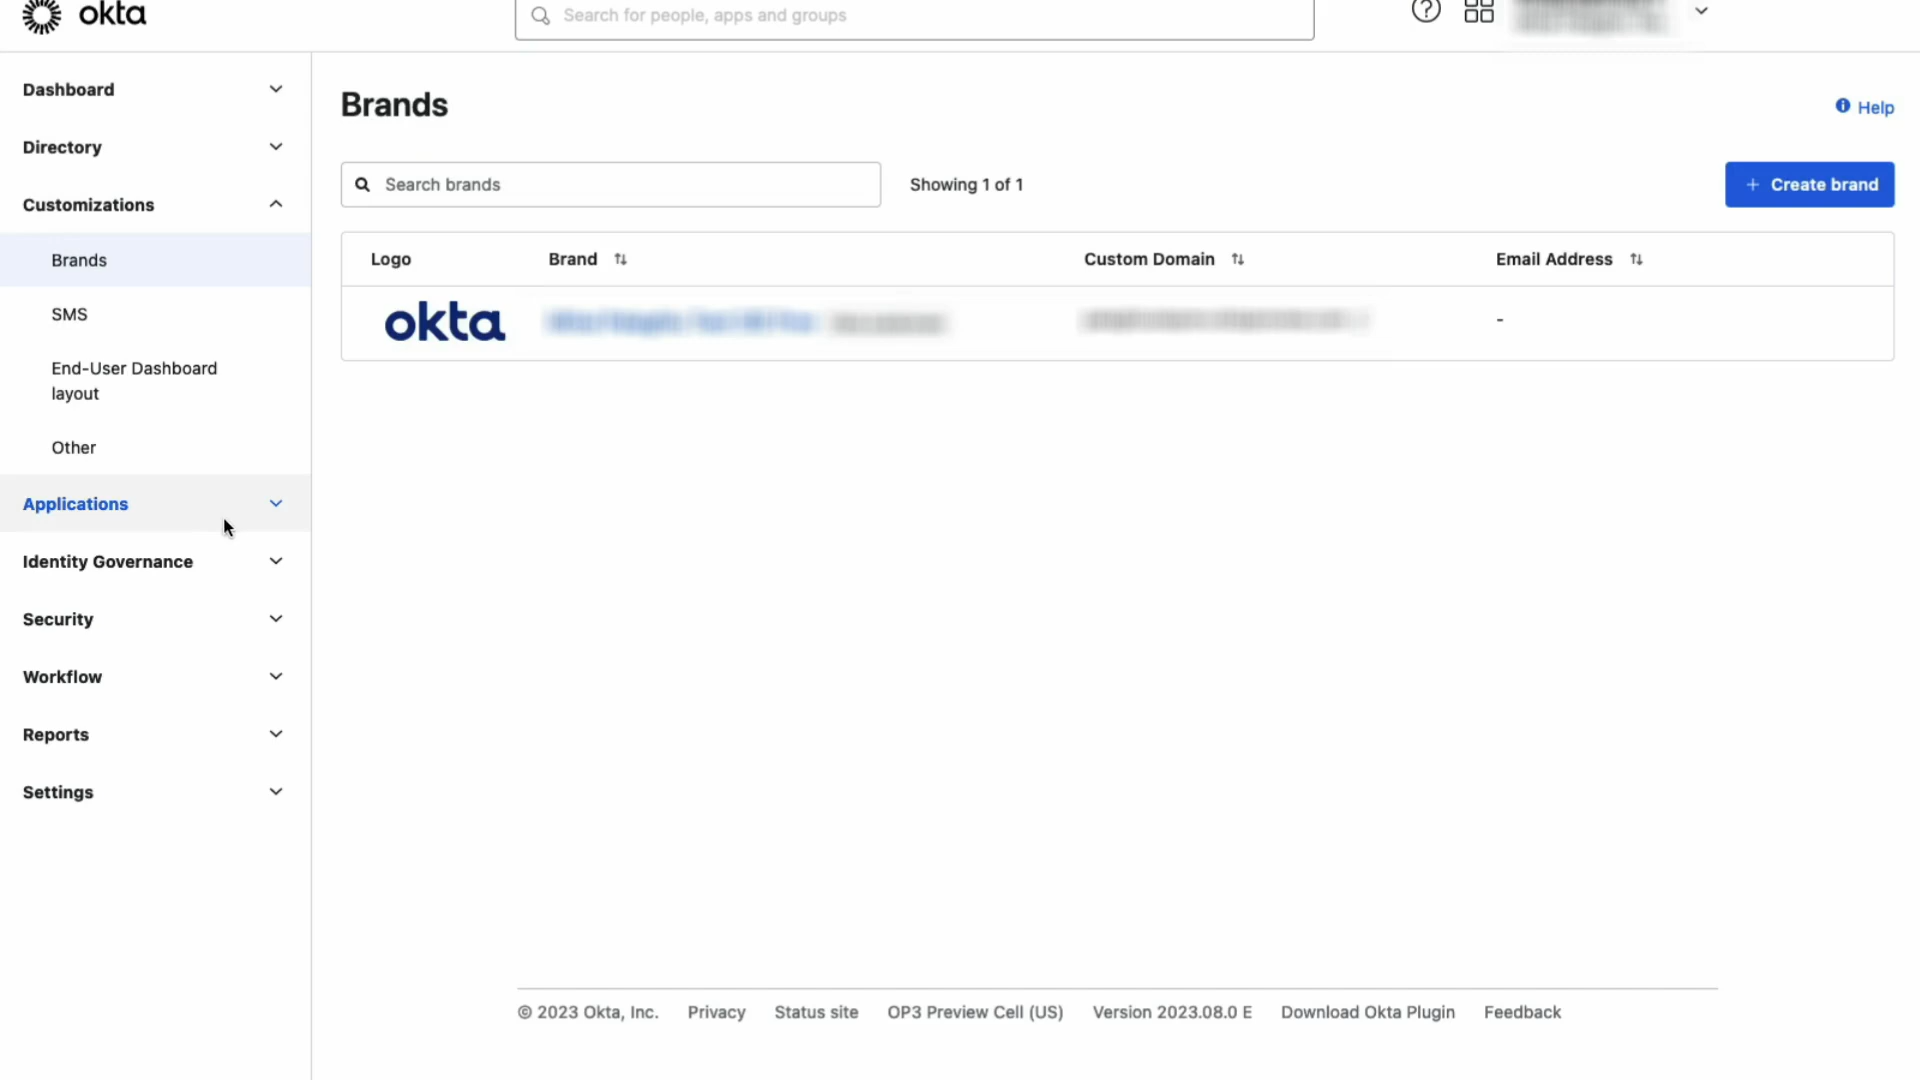 okta
Search for people, apps and groups
Dashboard
Directory
Customizations
Brands
SMS
End-User Dashboard
layout
Other
Applications
Identity Governance
Security
Workflow
Reports
Settings
Brands
Help
Search brands
Showing 1 of 1
+ Create brand
Logo Brand Custom Domain Email Address
okta -
© 2023 Okta, Inc. Privacy Status site OP3 Preview Cell (US) Version 2023.08.0 E Download Okta Plugin Feedback